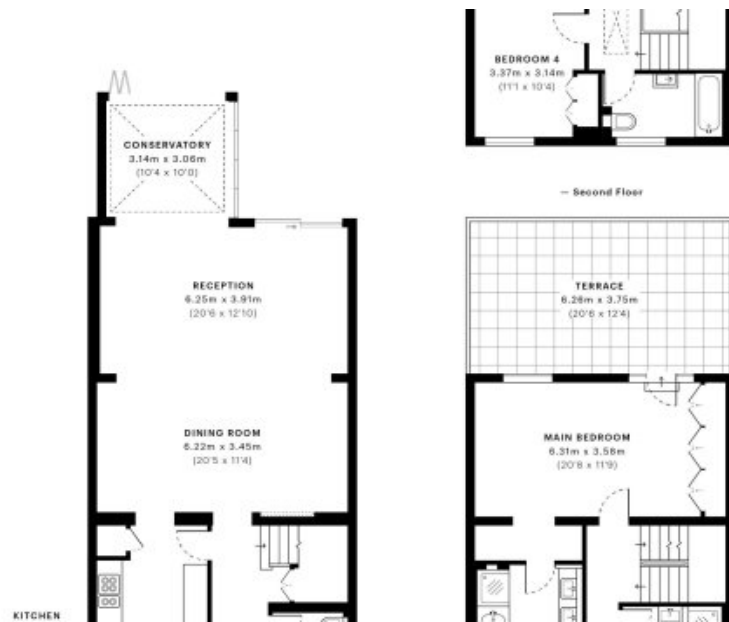 BEDROOM 4
3.37m x 3.14m
(11'1 x 10'4)
CONSERVATORY
3.14m x 3.06m
(10'4 x 10'0)
— Second Floor
RECEPTION
6.25m x 3.91m
(20'6 x 12'10)
TERRACE
6.26m x 3.75m
(20'6 x 12'4)
DINING ROOM
6.22m x 3.45m
(20'5 x 11'4)
MAIN BEDROOM
6.31m x 3.58m
(20'8 x 11'9)
KITCHEN